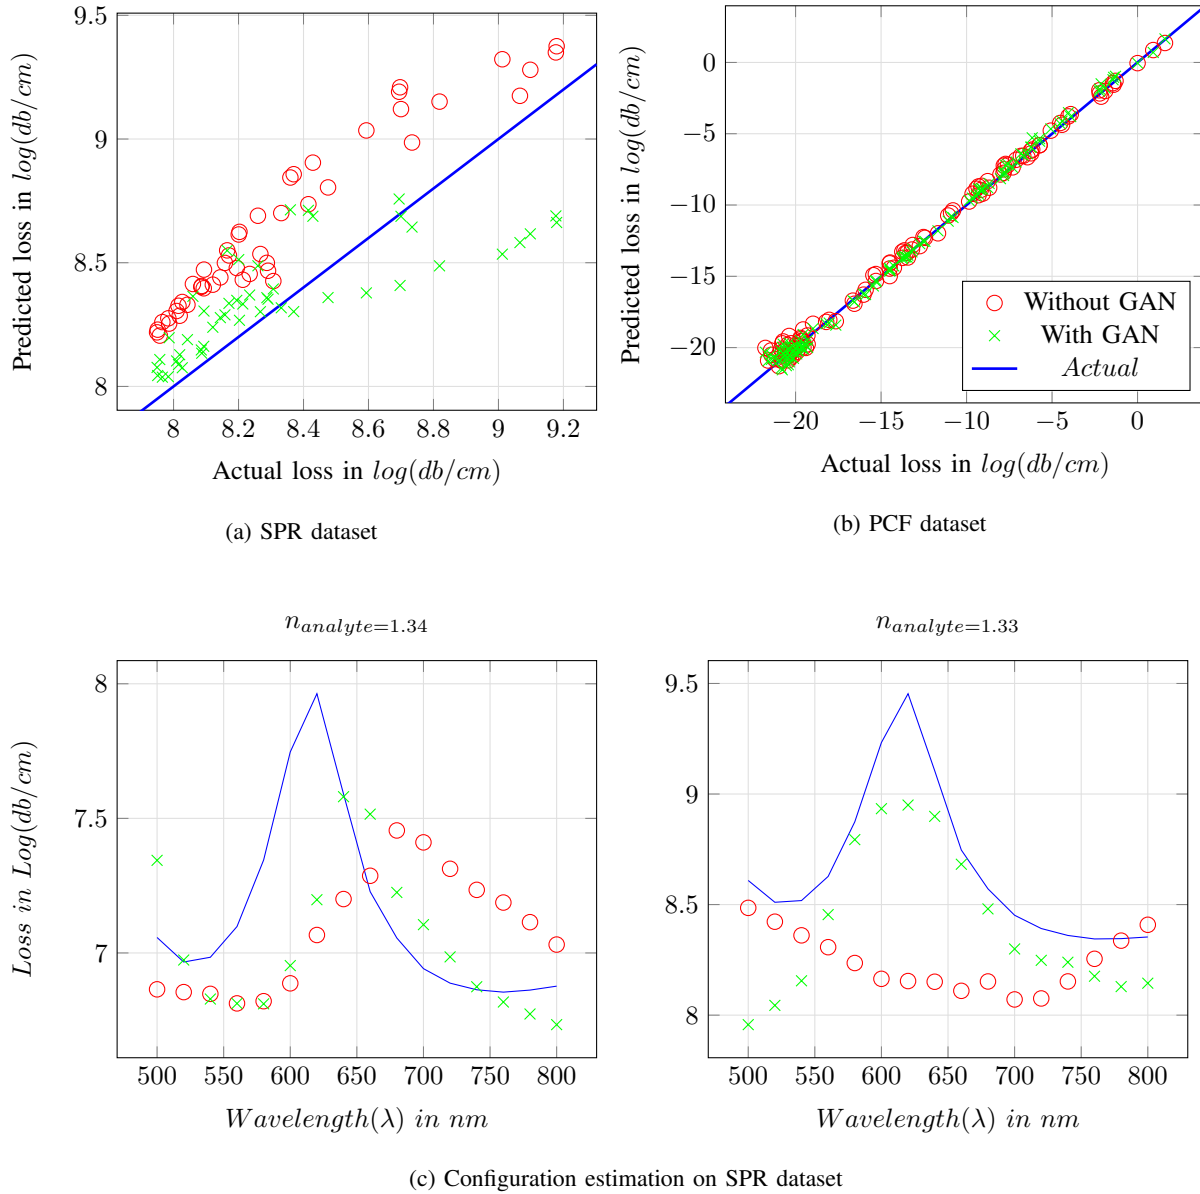 9.5
9
8.5
8
Predicted loss in log(db/cm)
8 8.2 8.4 8.6 8.8 9 9.2
Actual loss in log(db/cm)
(a) SPR dataset
0
−5
−10
−15
−20
Predicted loss in log(db/cm)
Without GAN
With GAN
Actual
−20 −15 −10 −5 0
Actual loss in log(db/cm)
(b) PCF dataset
n_{analyte=1.34}
8
7.5
7
Loss in Log(db/cm)
500 550 600 650 700 750 800
Wavelength(λ) in nm
n_{analyte=1.33}
9.5
9
8.5
8
500 550 600 650 700 750 800
Wavelength(λ) in nm
(c) Configuration estimation on SPR dataset